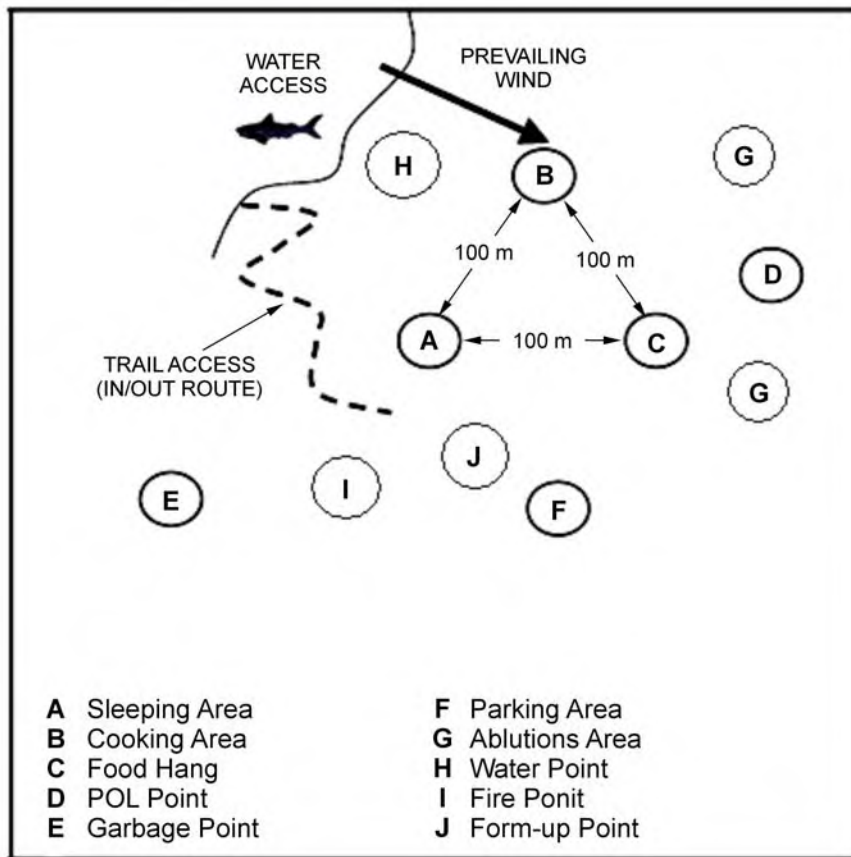 WATER
ACCESS
PREVAILING
WIND
H
B
G
100 m
100 m
D
A
100 m
C
TRAIL ACCESS
(IN/OUT ROUTE)
G
J
E
I
F
A Sleeping Area
B Cooking Area
C Food Hang
D POL Point
E Garbage Point
F Parking Area
G Ablutions Area
H Water Point
I Fire Ponit
J Form-up Point